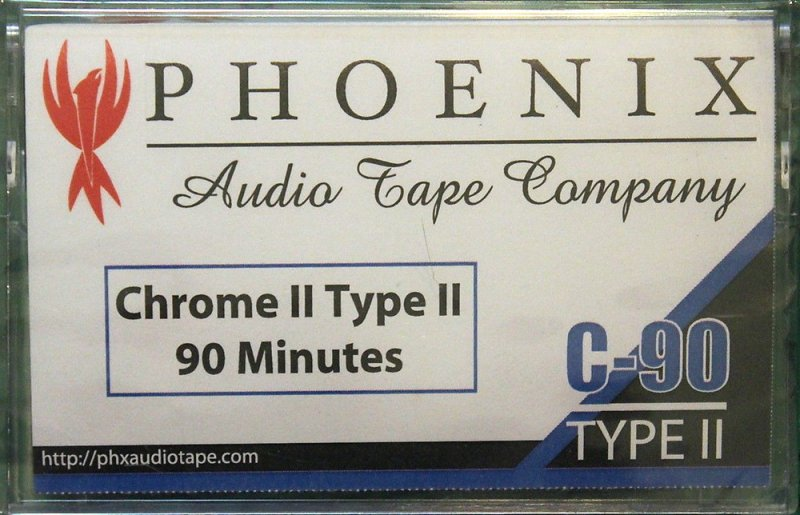 PHOENIX
Audio Tape Company
Chrome II Type II
90 Minutes
C-90
TYPE II
http://phxaudiotape.com